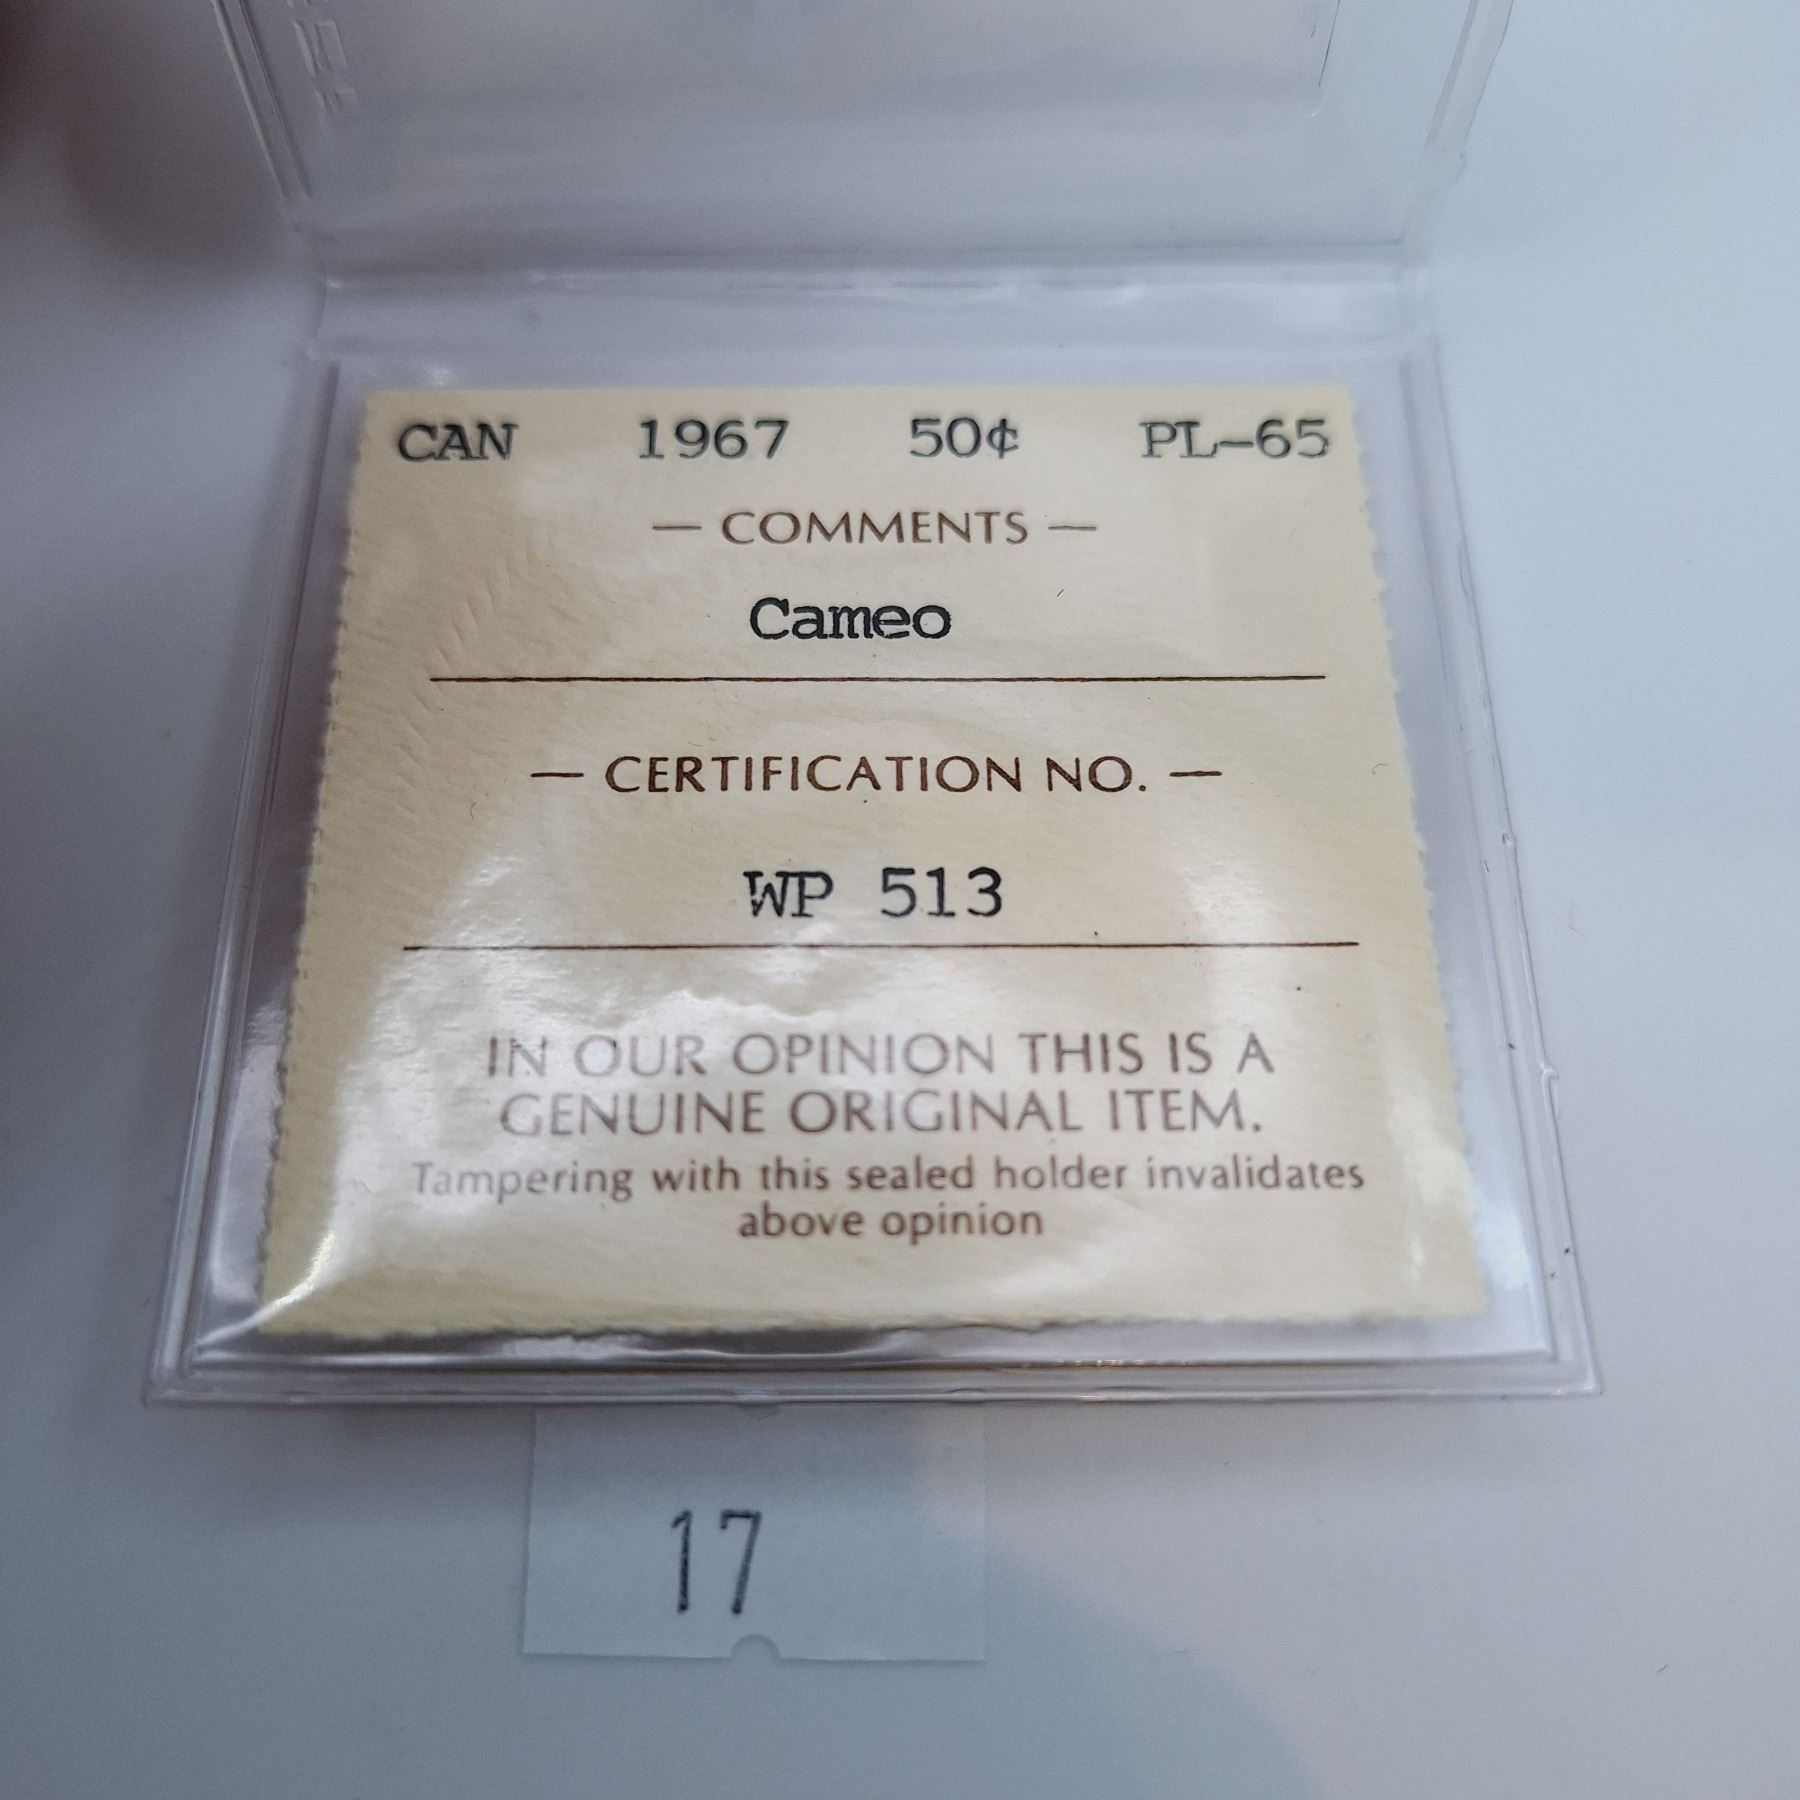 CAN 1967 50¢ PL-65
— COMMENTS —
Cameo
— CERTIFICATION NO. —
WP 513
IN OUR OPINION THIS IS A
GENUINE ORIGINAL ITEM.
Tampering with this sealed holder invalidates
above opinion
17